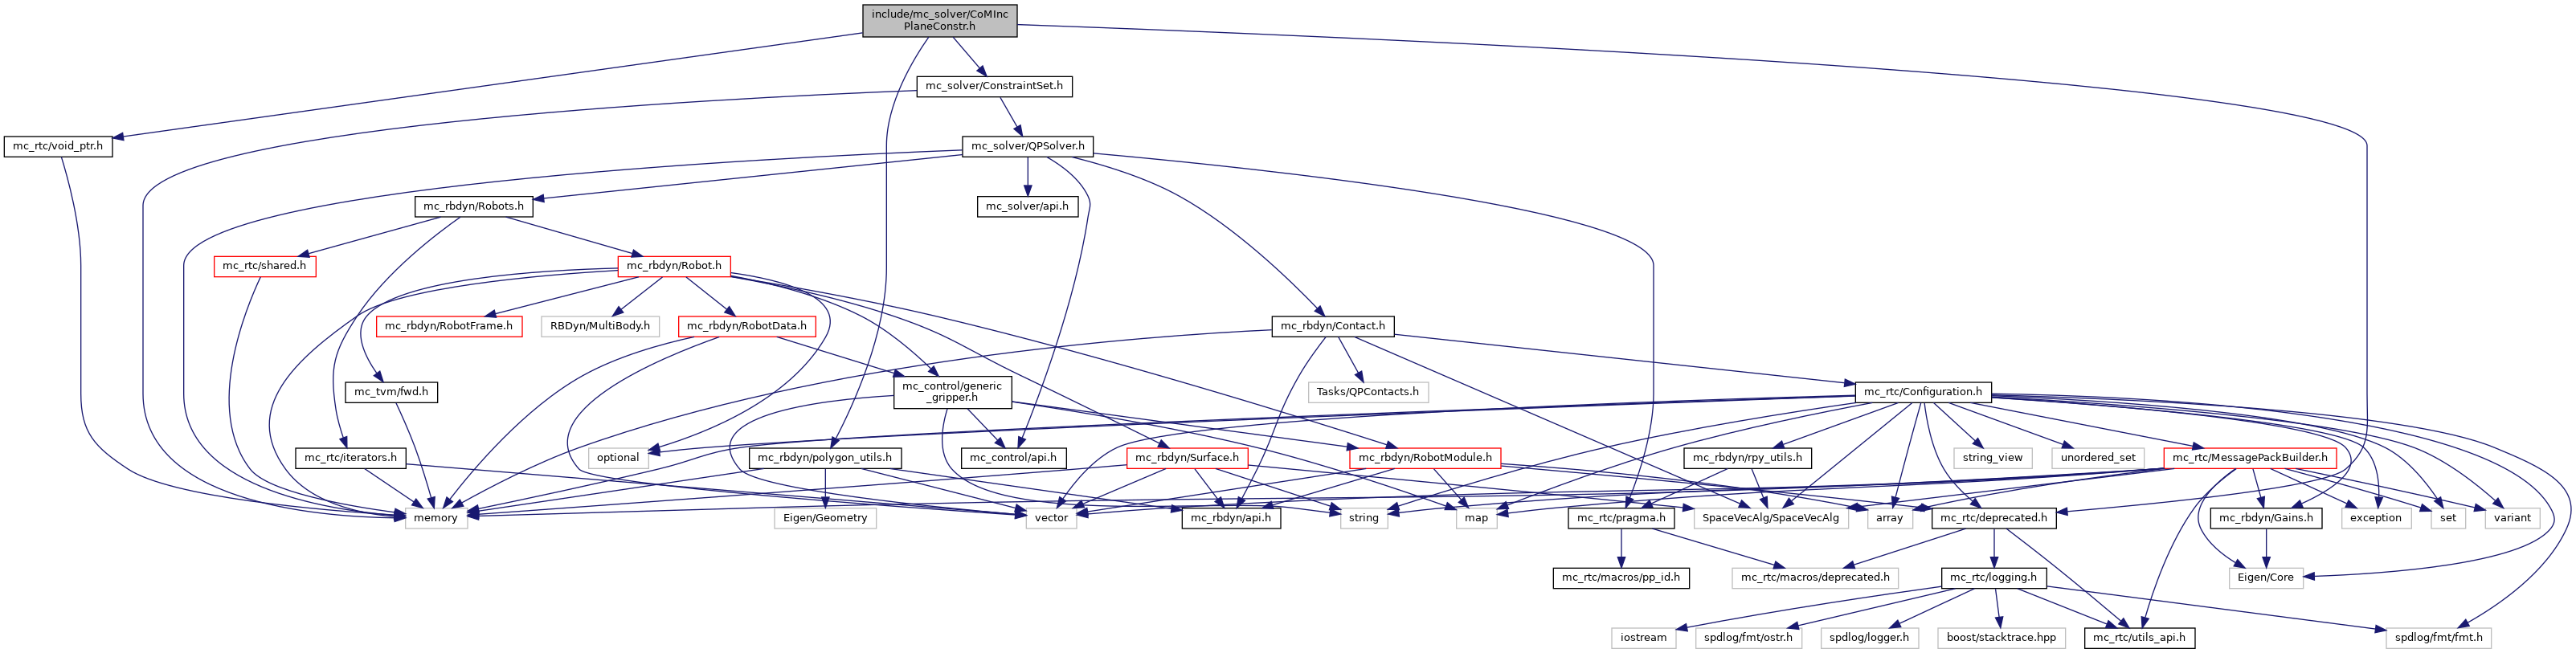 include/mc_solver/CoMInc
PlaneConstr.h
mc_solver/ConstraintSet.h
mc_rtc/void_ptr.h
mc_solver/QPSolver.h
mc_rbdyn/Robots.h
mc_solver/api.h
mc_rtc/shared.h
mc_rbdyn/Robot.h
mc_rbdyn/RobotFrame.h
RBDyn/MultiBody.h
mc_rbdyn/RobotData.h
mc_rbdyn/Contact.h
mc_tvm/fwd.h
mc_control/generic
_gripper.h
Tasks/QPContacts.h
mc_rtc/Configuration.h
mc_rtc/iterators.h
optional
mc_rbdyn/polygon_utils.h
mc_control/api.h
mc_rbdyn/Surface.h
mc_rbdyn/RobotModule.h
mc_rbdyn/rpy_utils.h
string_view
unordered_set
mc_rtc/MessagePackBuilder.h
memory
Eigen/Geometry
vector
mc_rbdyn/api.h
string
map
mc_rtc/pragma.h
SpaceVecAlg/SpaceVecAlg
array
mc_rtc/deprecated.h
mc_rbdyn/Gains.h
exception
set
variant
mc_rtc/macros/pp_id.h
mc_rtc/macros/deprecated.h
mc_rtc/logging.h
Eigen/Core
iostream
spdlog/fmt/ostr.h
spdlog/logger.h
boost/stacktrace.hpp
mc_rtc/utils_api.h
spdlog/fmt/fmt.h